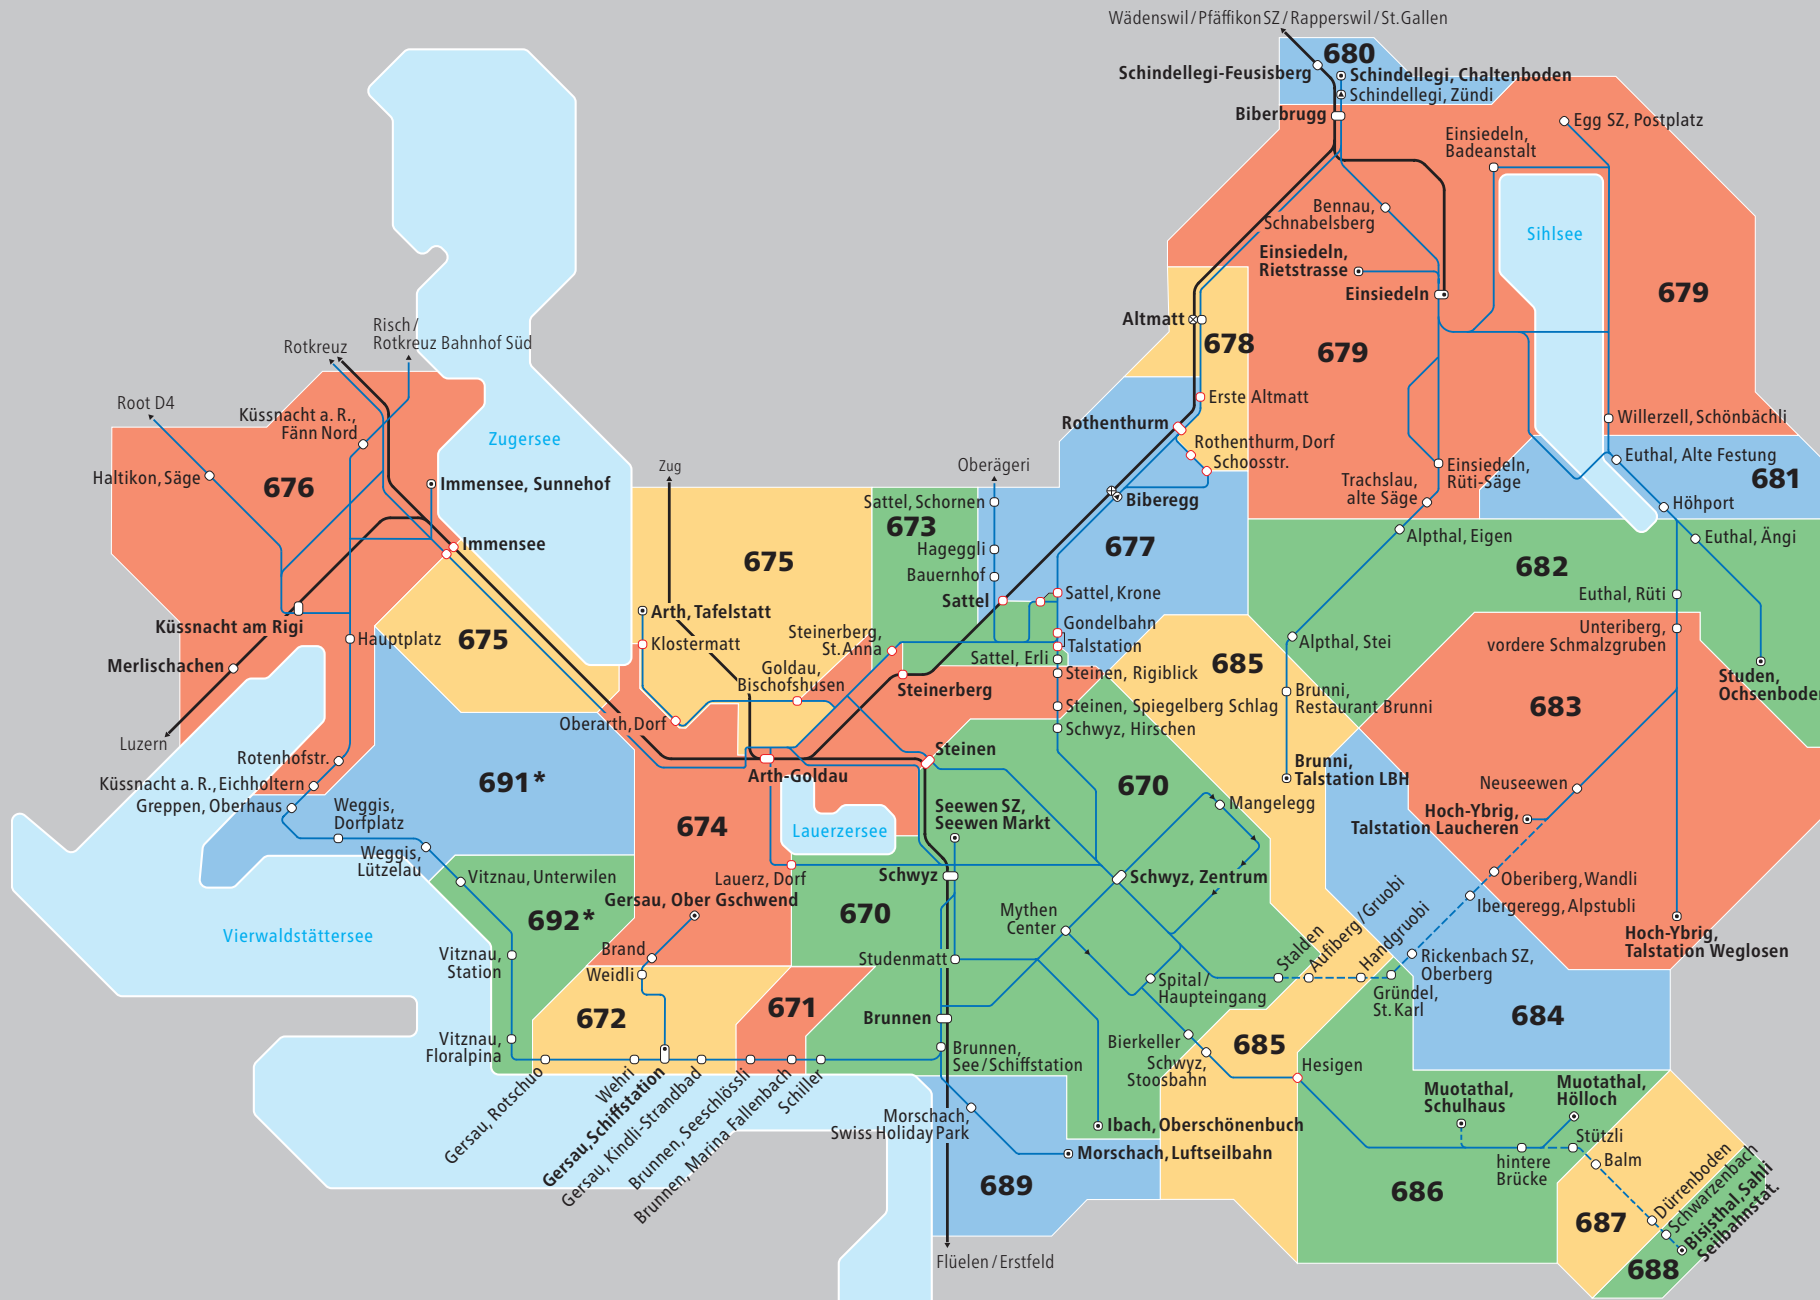 Wädenswil / Pfäffikon SZ / Rapperswil / St. Gallen
680
Schindellegi-Feusisberg
Schindellegi, Chaltenboden
Schindellegi, Zündi
Biberbrugg
Egg SZ, Postplatz
Einsiedeln,
Badeanstalt
Bennau,
Schnabelsberg
Sihlsee
Einsiedeln,
Rietstrasse
Einsiedeln
679
679
Altmatt
678
Risch /
Rotkreuz Bahnhof Süd
Rotkreuz
Root D4
Küssnacht a. R.,
Fänn Nord
Zugersee
Erste Altmatt
Rothenthurm
Rothenthurm, Dorf
Schoosstr.
Willerzell, Schönbächli
Euthal, Alte Festung
681
Haltikon, Säge
676
Immensee, Sunnehof
Zug
Oberägeri
Biberegg
Trachslau,
alte Säge
Einsiedeln,
Rüti-Säge
Höhport
Sattel, Schornen
673
Immensee
675
Hageggli
677
Alpthal, Eigen
Euthal, Ängi
682
Bauernhof
Sattel
Sattel, Krone
Euthal, Rüti
Küssnacht am Rigi
Hauptplatz
675
Arth, Tafelstatt
Klostermatt
Steinerberg,
St. Anna
Gondelbahn
Talstation
Unteriberg,
vordere Schmalzgruben
Alpthal, Stei
Merlischachen
Goldau,
Bischofshusen
Sattel, Erli
685
Steinen, Rigiblick
Steinerberg
Studen,
Ochsenboden
Brunni,
Restaurant Brunni
Steinen, Spiegelberg Schlag
683
Oberarth, Dorf
Schwyz, Hirschen
Luzern
Rotenhofstr.
Steinen
Arth-Goldau
Brunni,
Talstation LBH
Küssnacht a. R., Eichholtern
691*
670
Neuseewen
Greppen, Oberhaus
Weggis,
Dorfplatz
Seewen SZ,
Seewen Markt
Mangelegg
Hoch-Ybrig,
Talstation Laucheren
674
Lauerzersee
Weggis,
Lützelau
Vitznau, Unterwilen
Lauerz, Dorf
Schwyz
Schwyz, Zentrum
Oberiberg, Wandli
Gersau, Ober Gschwend
Ibergeregg, Alpstubli
692*
670
Mythen
Center
Vierwaldstättersee
Hoch-Ybrig,
Talstation Weglosen
Vitznau,
Station
Brand
Weidli
Studenmatt
Stalden
Aufiberg / Gruobi
Handgruobi
Rickenbach SZ,
Oberberg
Spital /
Haupteingang
Gründel,
St. Karl
672
671
Brunnen
684
Vitznau,
Floralpina
Brunnen,
See / Schiffstation
Bierkeller
Schwyz,
Stoosbahn
685
Hesigen
Gersau, Rotschuo
Wehri
Gersau, Schiffstation
Gersau, Kindli-Strandbad
Brunnen, Seeschlössli
Brunnen, Marina Fallenbach
Schiller
Morschach,
Swiss Holiday Park
Ibach, Oberschönenbuch
Morschach, Luftseilbahn
Muotathal,
Schulhaus
Muotathal,
Hölloch
Stützli
Balm
hintere
Brücke
689
686
687
Dürrenboden
Schwarzenbach
Bisisthal, Sahli
Seilbahnstat.
688
Flüelen / Erstfeld